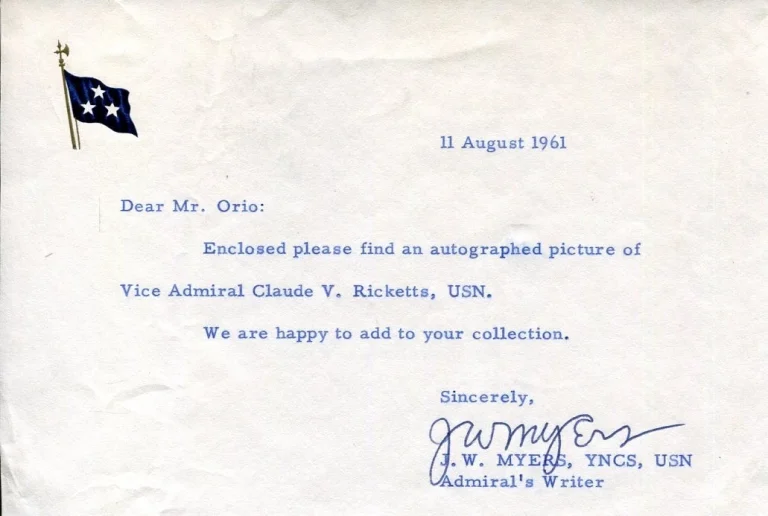 11 August 1961
Dear Mr. Orio:
Enclosed please find an autographed picture of
Vice Admiral Claude V. Ricketts, USN.
We are happy to add to your collection.
Sincerely,
JWMyers
J.W. MYERS, YNCS, USN
Admiral's Writer